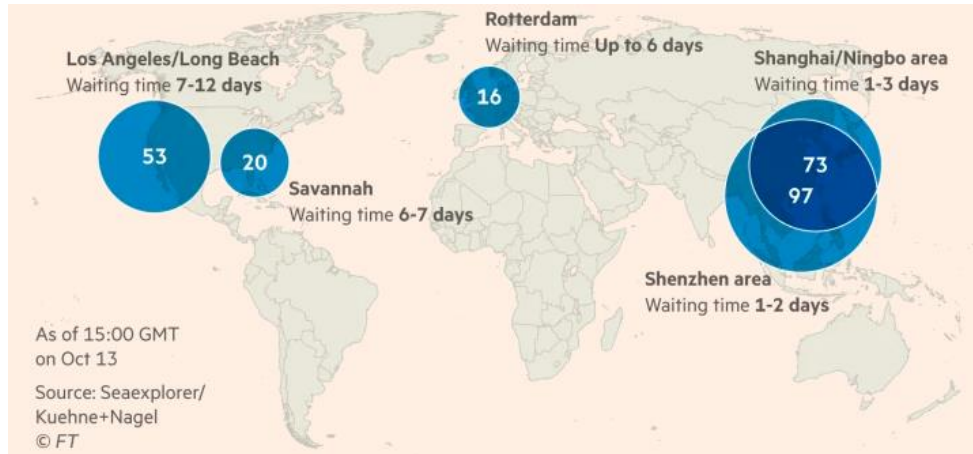 Rotterdam
Waiting time Up to 6 days
Los Angeles/Long Beach
Waiting time 7-12 days
Shanghai/Ningbo area
Waiting time 1-3 days
53
20
16
73
97
Savannah
Waiting time 6-7 days
Shenzhen area
Waiting time 1-2 days
As of 15:00 GMT
on Oct 13
Source: Seaexplorer/
Kuehne+Nagel
© FT